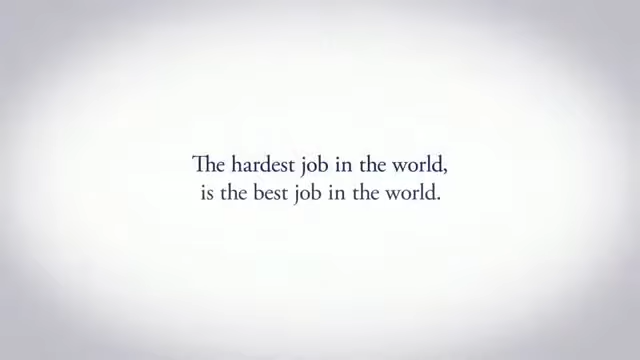 The hardest job in the world,
is the best job in the world.